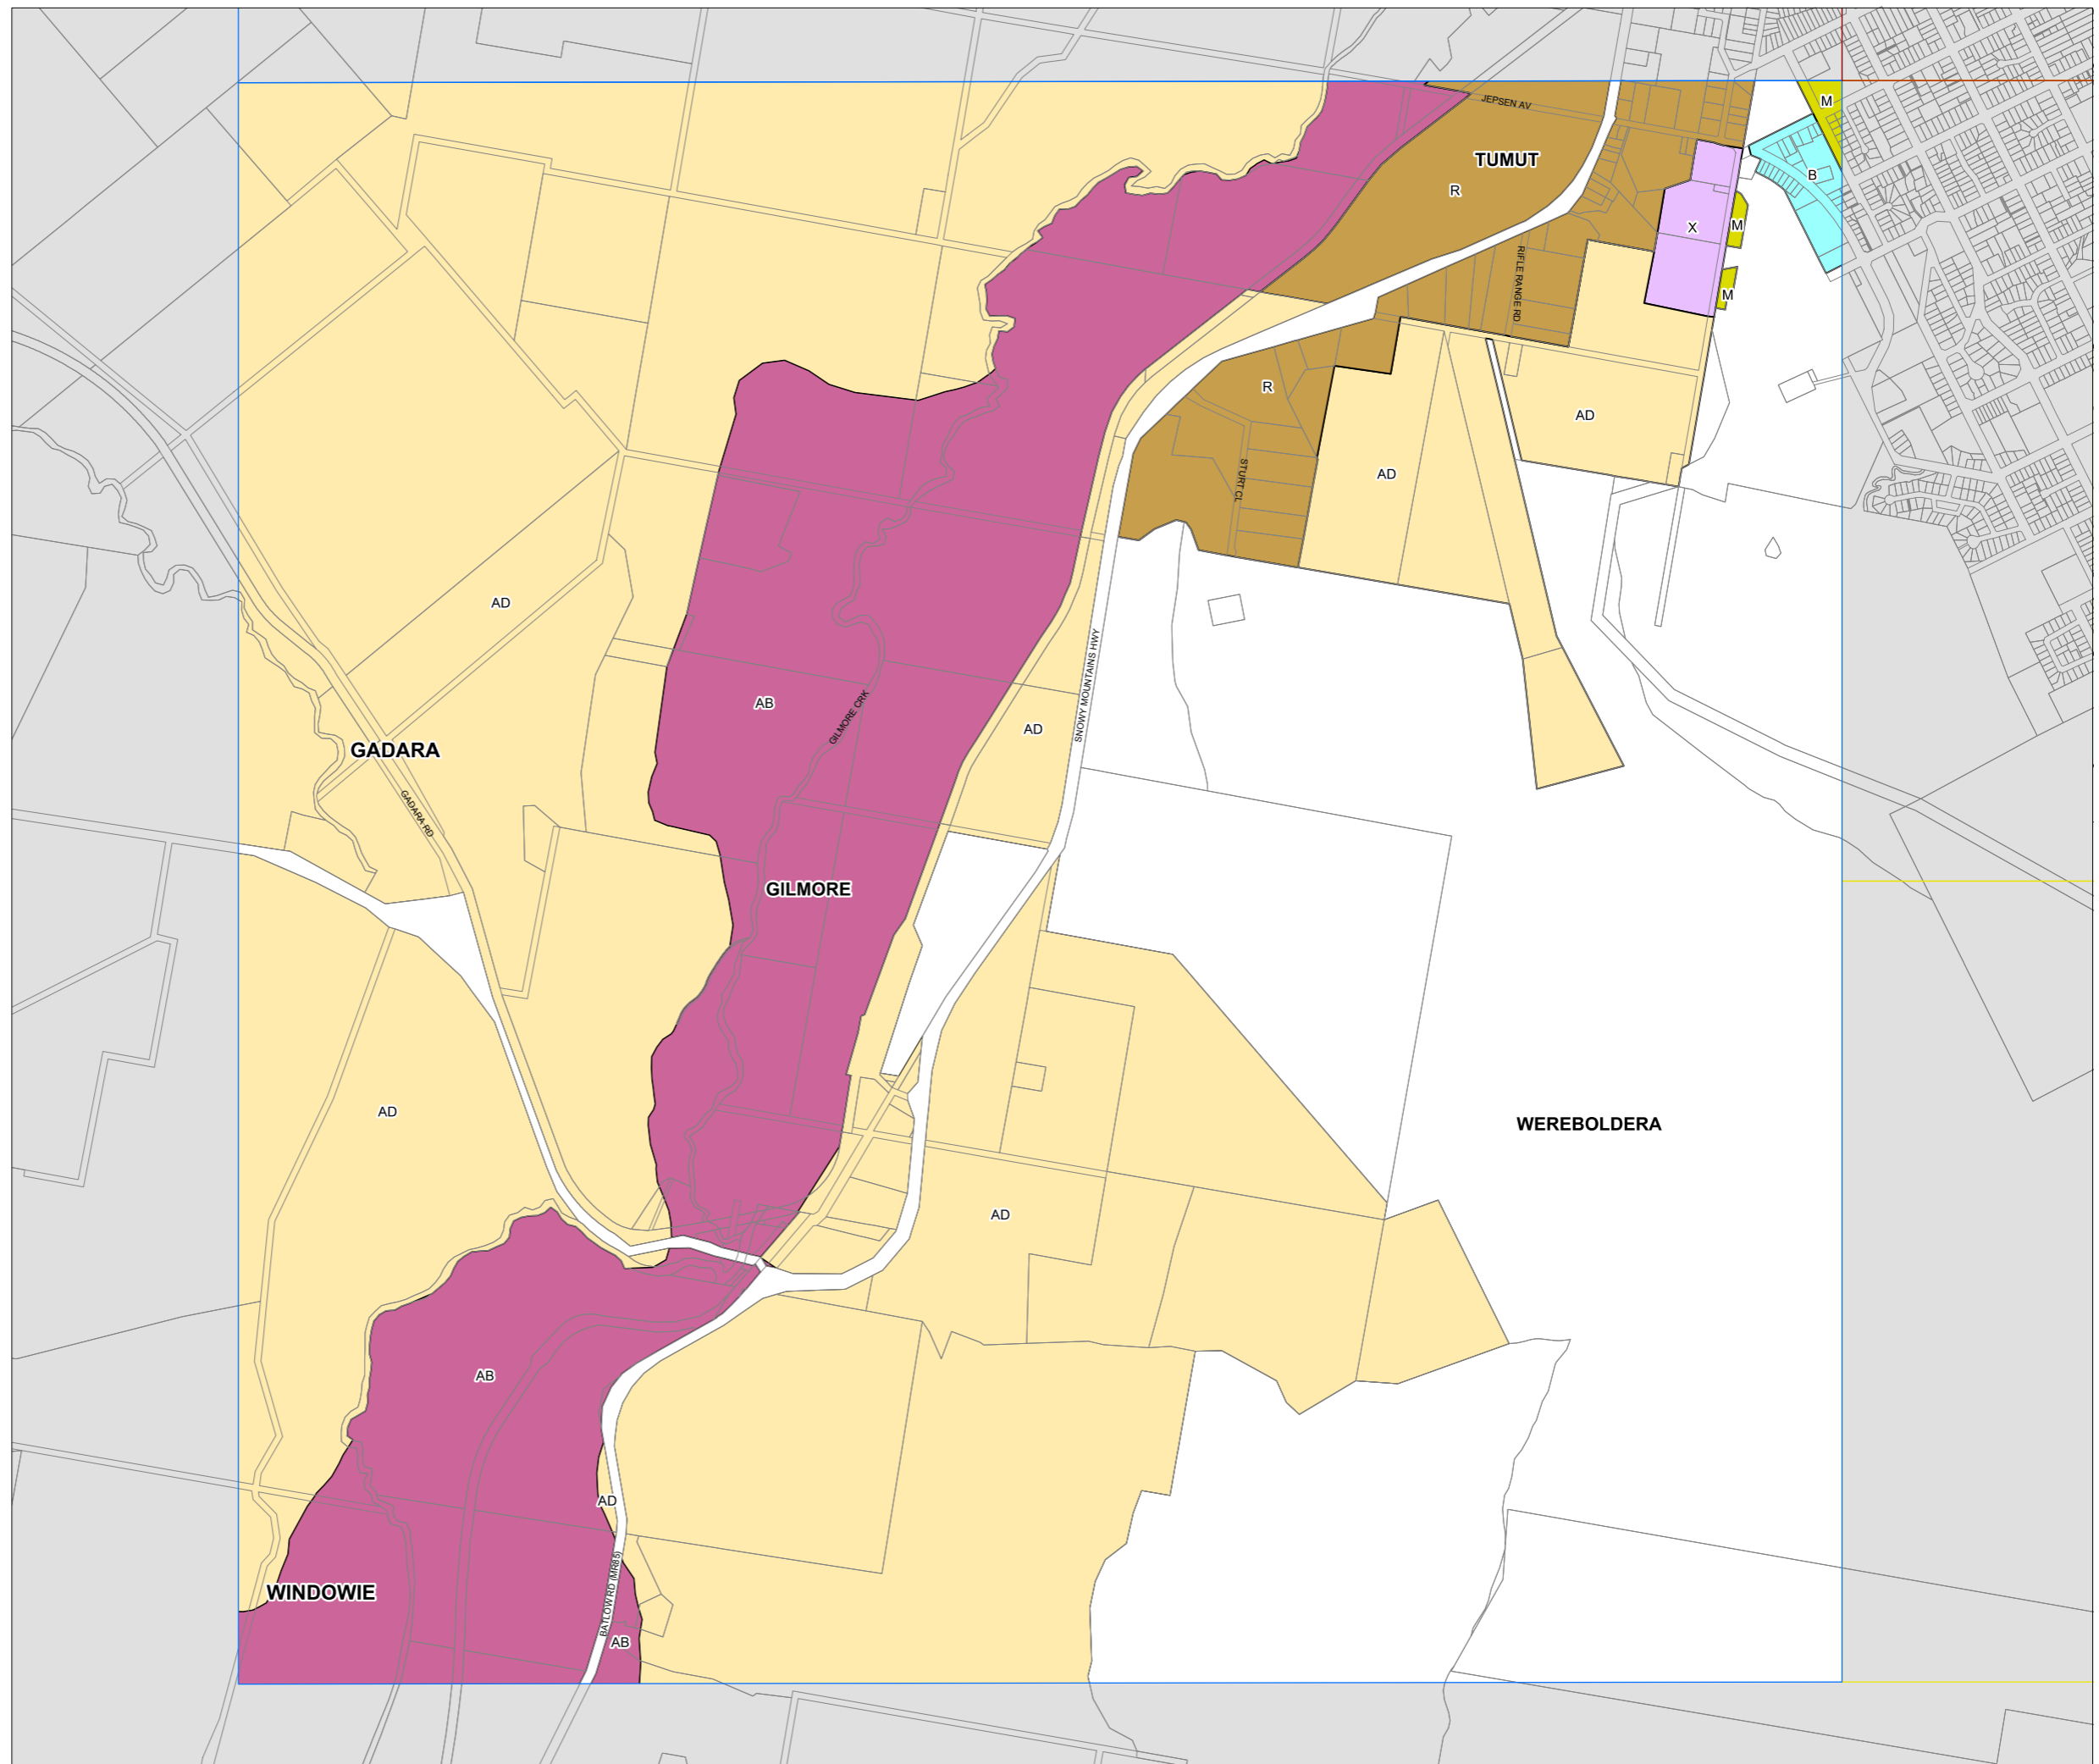 M
JEPSEN AV
TUMUT
B
R
M
X
RIFLE RANGE RD
M
R
AD
AD
STURT CL
AD
SNOWY MOUNTAINS HWY
AB
GILMORE CRK
AD
GADARA
GADARA RD
GILMORE
AD
WEREBOLDERA
AD
AB
AD
BATLOW RD (MR85)
WINDOWIE
AB